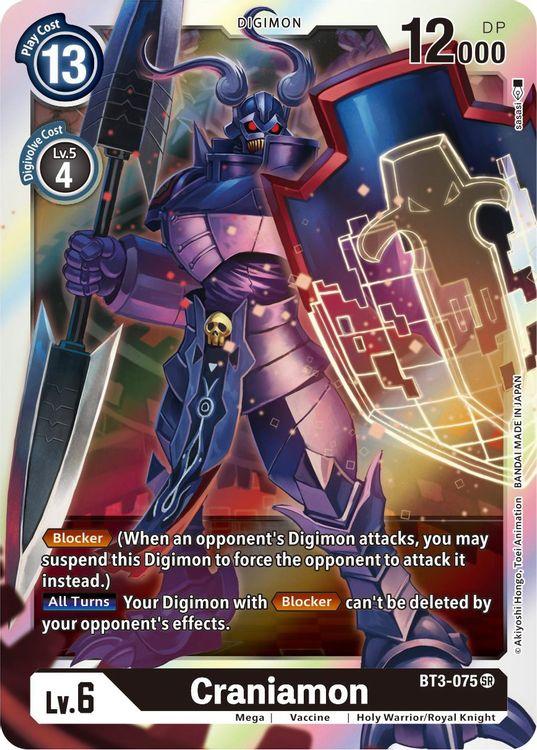 Play Cost
13
DIGIMON
12000
DP
Digivolve Cost
Lv.5
4
sasasi
Blocker (When an opponent's Digimon attacks, you may
suspend this Digimon to force the opponent to attack it
instead.)
All Turns Your Digimon with Blocker can't be deleted by
your opponent's effects.
© Akiyoshi Hongo, Toei Animation BANDAI MADE IN JAPAN
BT3-075 SR
Lv.6
Craniamon
Mega | Vaccine | Holy Warrior/Royal Knight